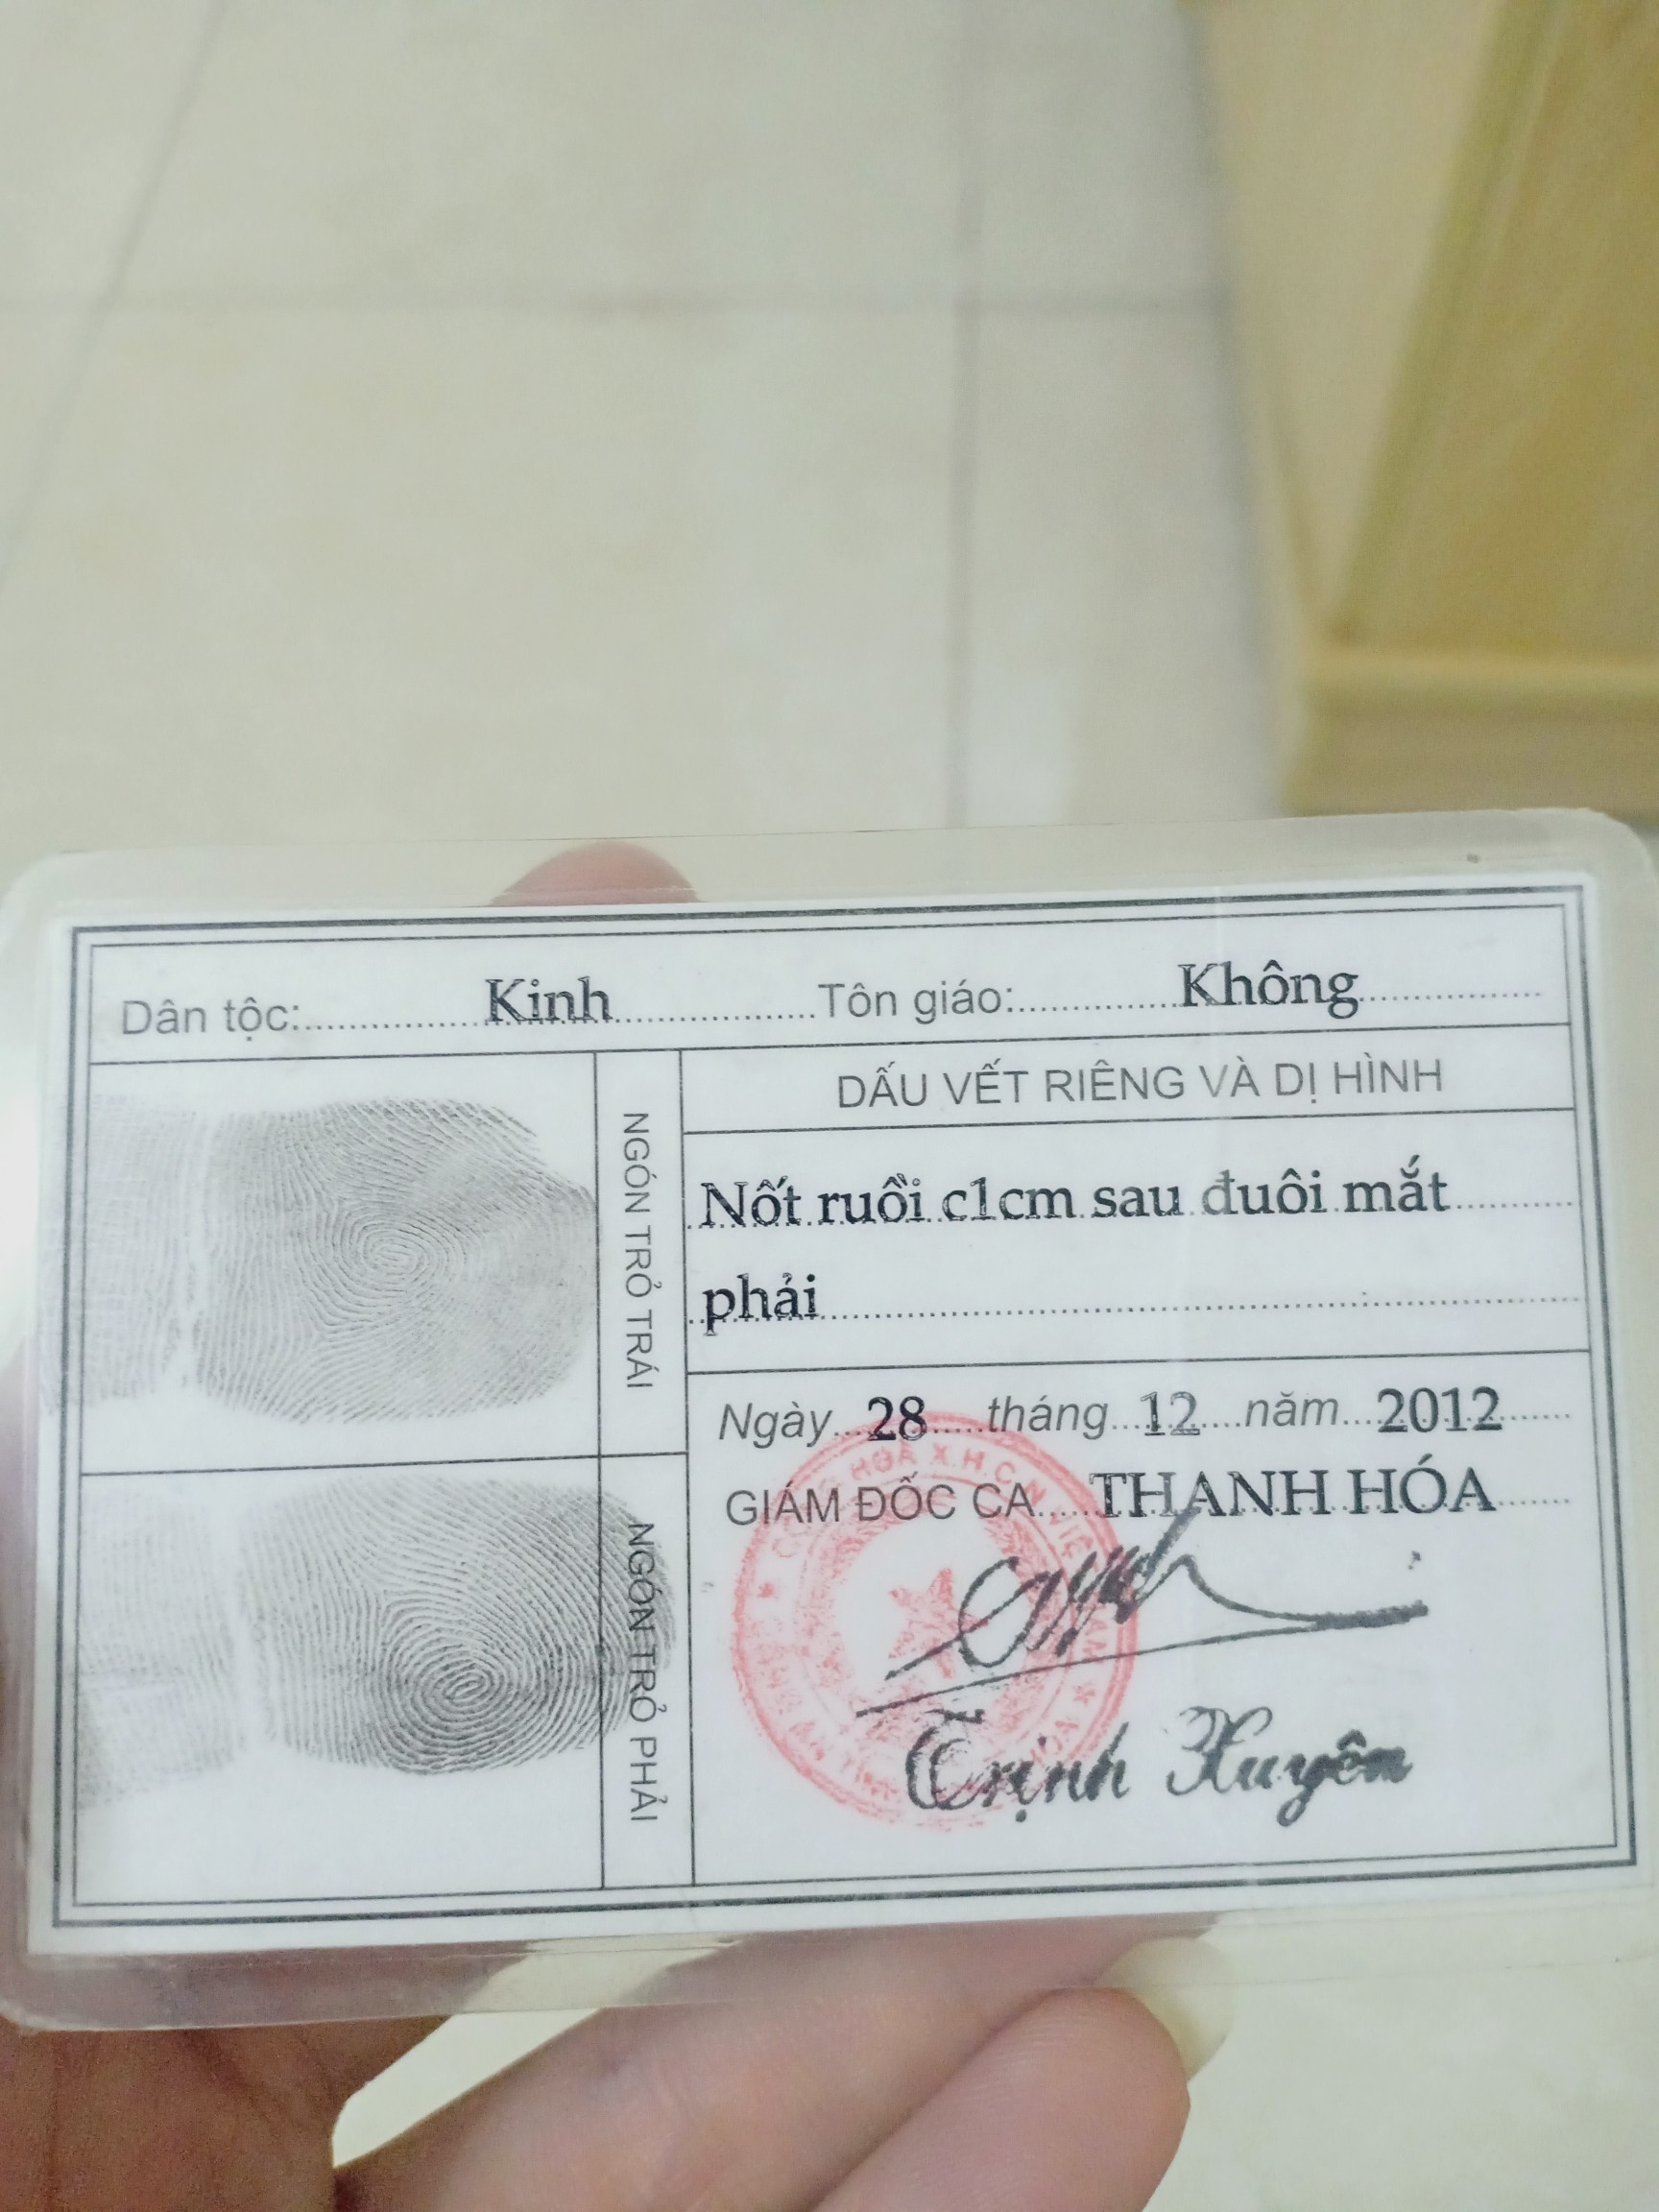 Dân tộc: Kinh Tôn giáo: Không
NGÓN TRỎ TRÁI
DẤU VẾT RIÊNG VÀ DỊ HÌNH
Nốt ruồi c1cm sau đuôi mắt
phải
NGÓN TRỎ PHẢI
Ngày 28 tháng 12 năm 2012
GIÁM ĐỐC CA THANH HÓA
Trịnh Xuyên